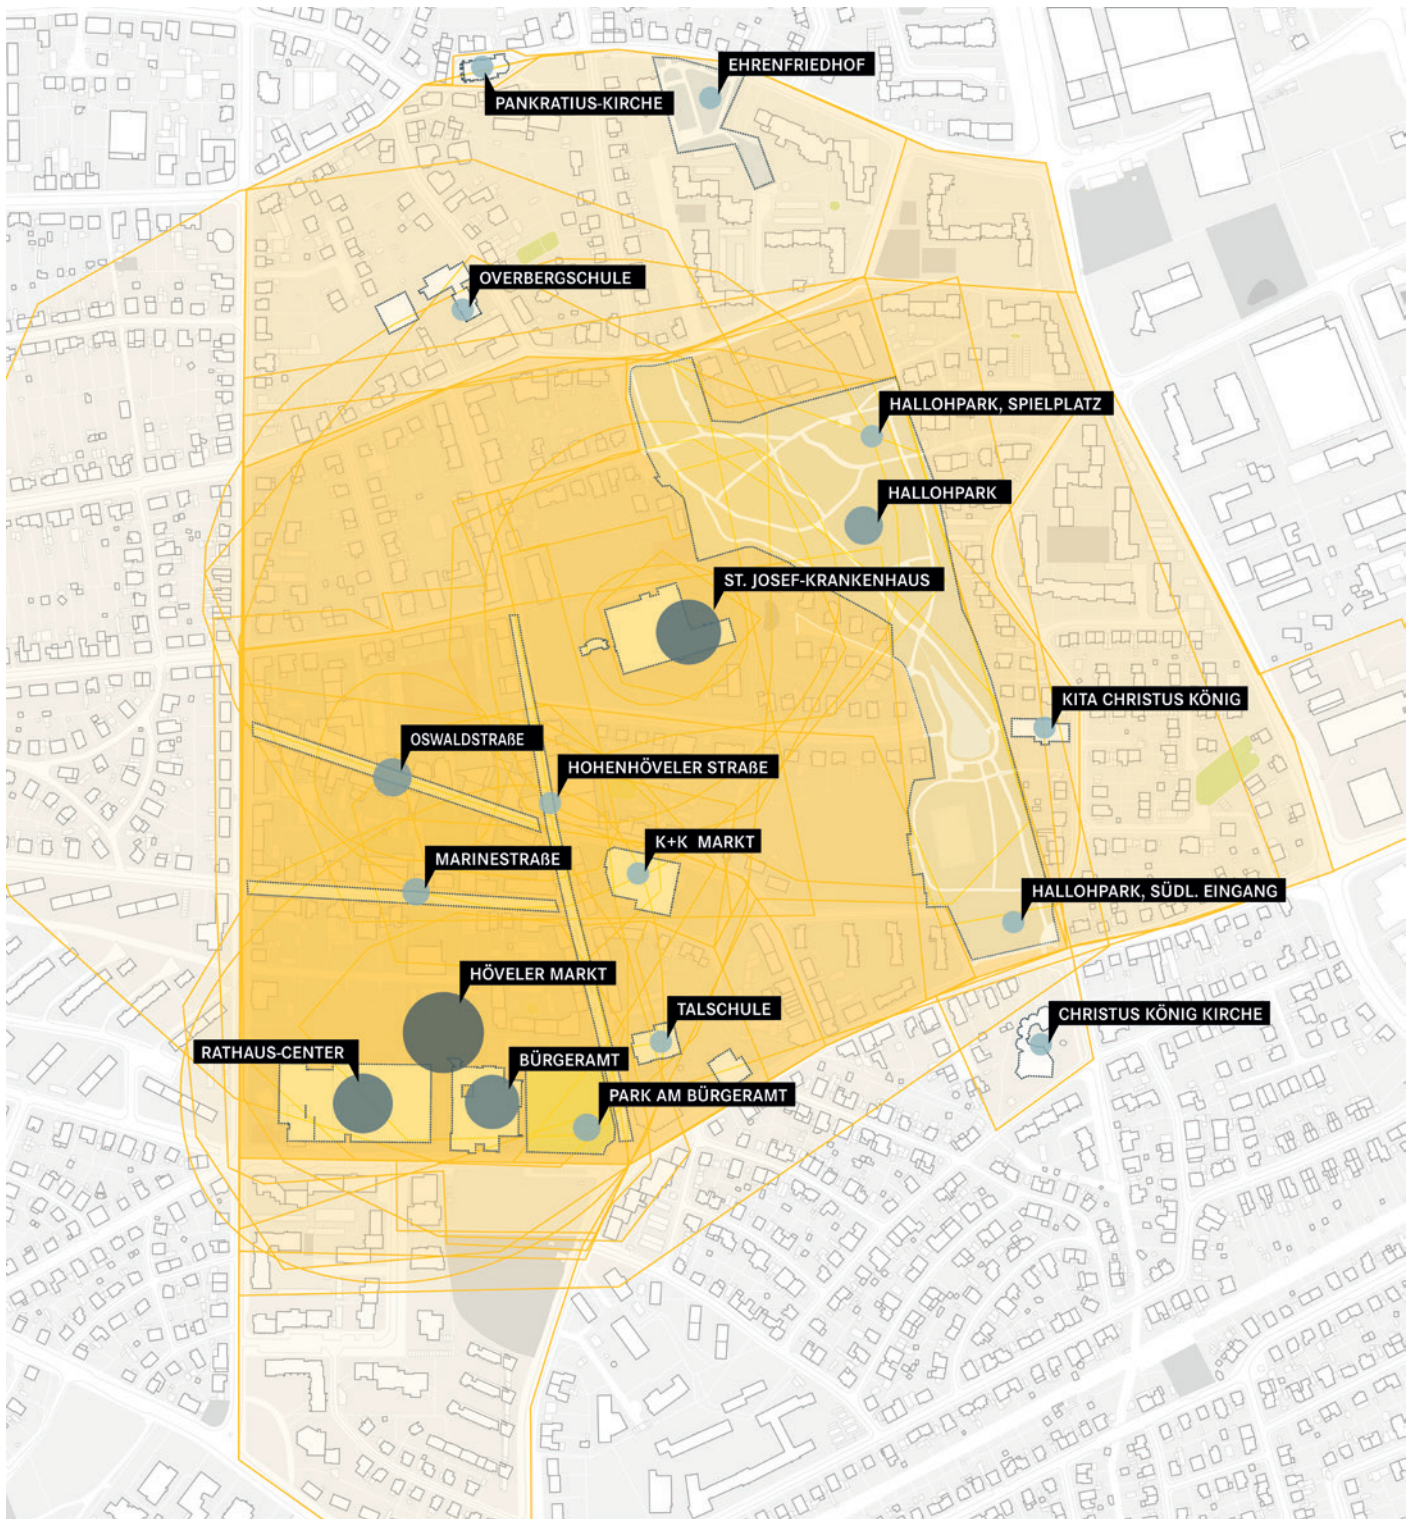 EHRENFRIEDHOF
PANKRATIUS-KIRCHE
OVERBERGSCHULE
HALLOHPARK, SPIELPLATZ
HALLOHPARK
ST. JOSEF-KRANKENHAUS
KITA CHRISTUS KÖNIG
OSWALDSTRAßE
HOHENHÖVELER STRAßE
K+K MARKT
MARINESTRAßE
HALLOHPARK, SÜDL. EINGANG
HÖVELER MARKT
TALSCHULE
CHRISTUS KÖNIG KIRCHE
RATHAUS-CENTER
BÜRGERAMT
PARK AM BÜRGERAMT